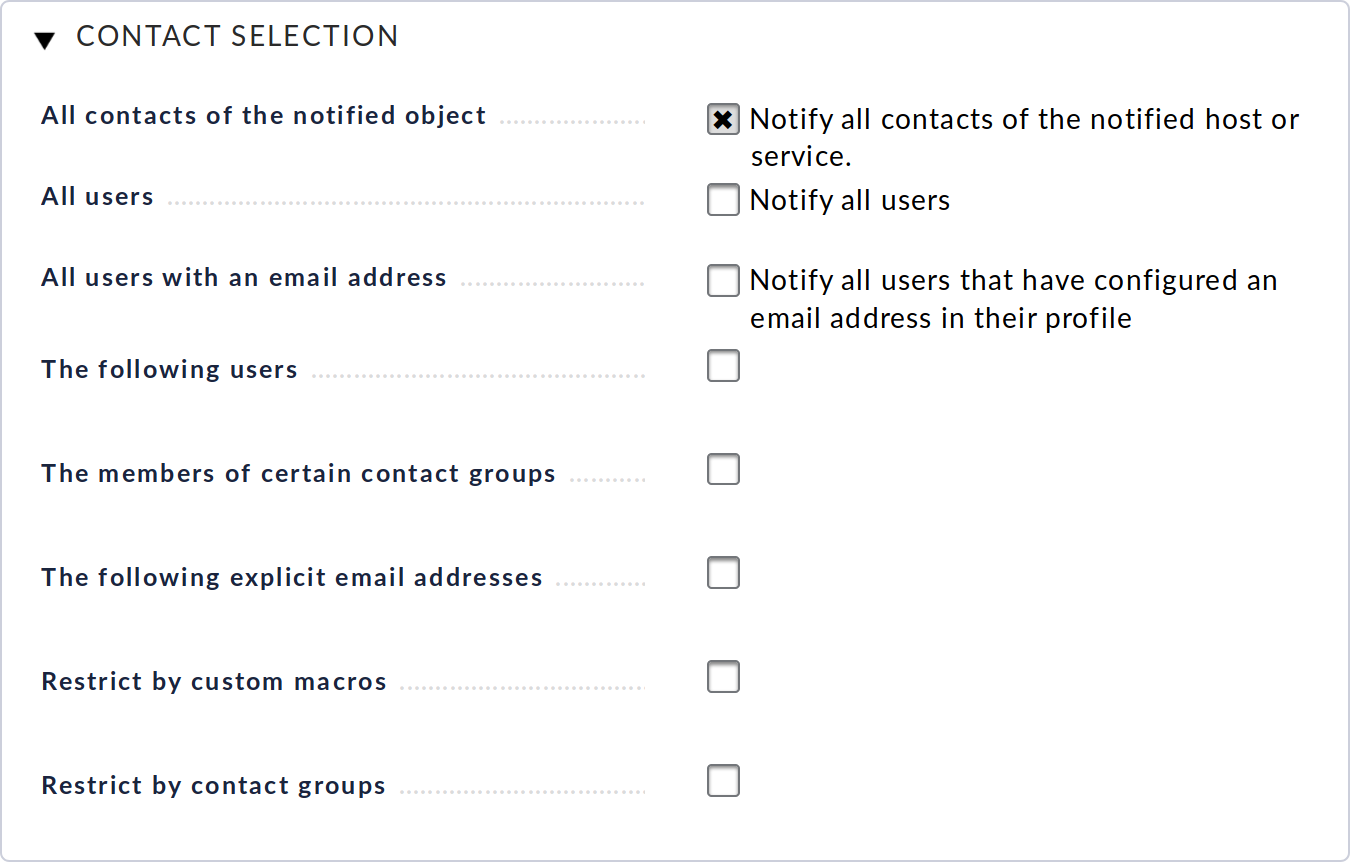 CONTACT SELECTION
All contacts of the notified object
Notify all contacts of the notified host or
service.
All users
Notify all users
All users with an email address
Notify all users that have configured an
email address in their profile
The following users
The members of certain contact groups
The following explicit email addresses
Restrict by custom macros
Restrict by contact groups